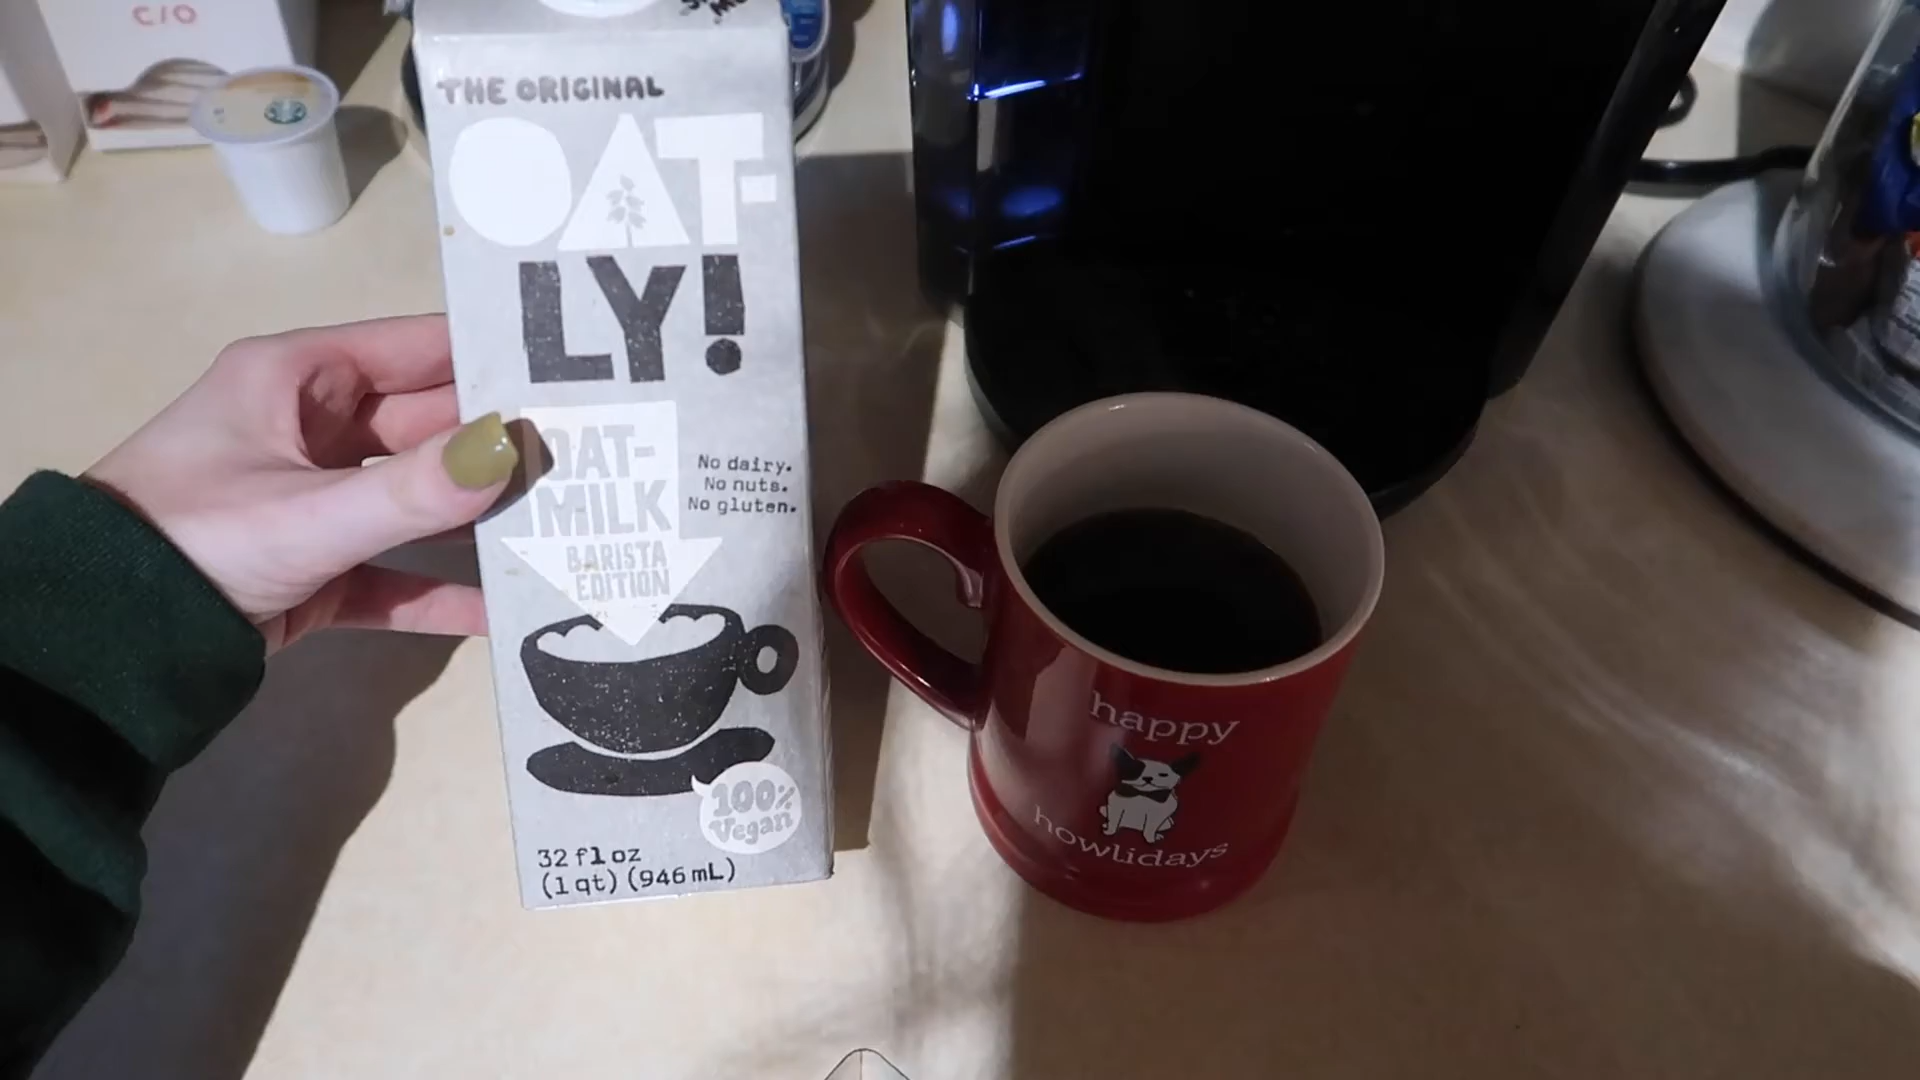 THE ORIGINAL
OAT-
LY!
OAT-
MILK
BARISTA
EDITION
No dairy.
No nuts.
No gluten.
100%
Vegan
32 fl oz
(1 qt) (946 mL)
happy
howlidays